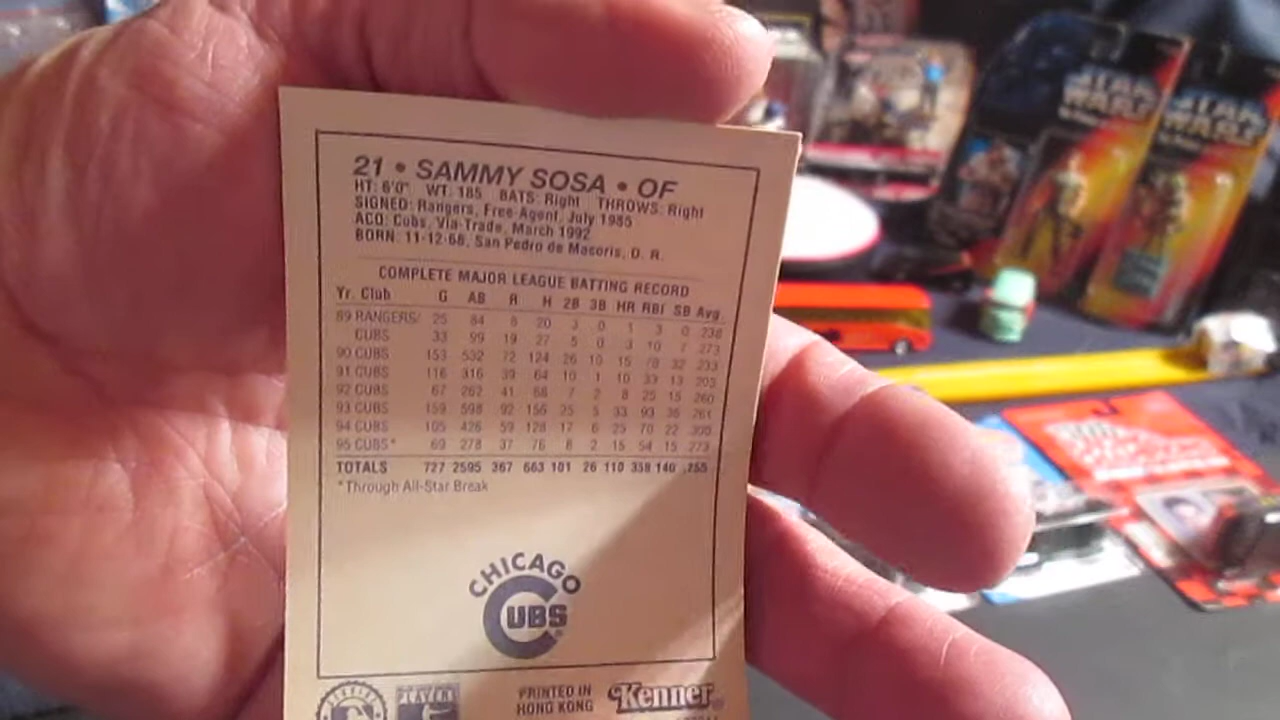 21 • SAMMY SOSA • OF
HT: 6'0" WT: 185 BATS: Right THROWS: Right
SIGNED: Rangers, Free-Agent, July 1985
ACQ: Cubs, Via-Trade, March 1992
BORN: 11-12-68, San Pedro de Macoris, D. R.
COMPLETE MAJOR LEAGUE BATTING RECORD
Yr. Club G AB R H 2B 3B HR RBI SB Avg.
89 RANGERS/ 25 84 8 20 3 0 1 3 0 .238
CUBS 33 99 19 27 5 0 3 10 7 .273
90 CUBS 153 532 72 124 26 10 15 70 32 .233
91 CUBS 116 316 39 64 10 1 10 33 13 .203
92 CUBS 67 262 41 68 7 2 8 25 15 .260
93 CUBS 159 598 92 156 25 5 33 93 36 .261
94 CUBS 105 426 59 128 17 6 25 70 22 .300
95 CUBS* 69 278 37 76 8 2 15 54 15 .273
TOTALS 727 2595 367 663 101 26 110 358 140 .255
*Through All-Star Break
CHICAGO
CUBS
PLAYERS
PRINTED IN
HONG KONG
Kenner
STAR
WARS
STAR
WARS